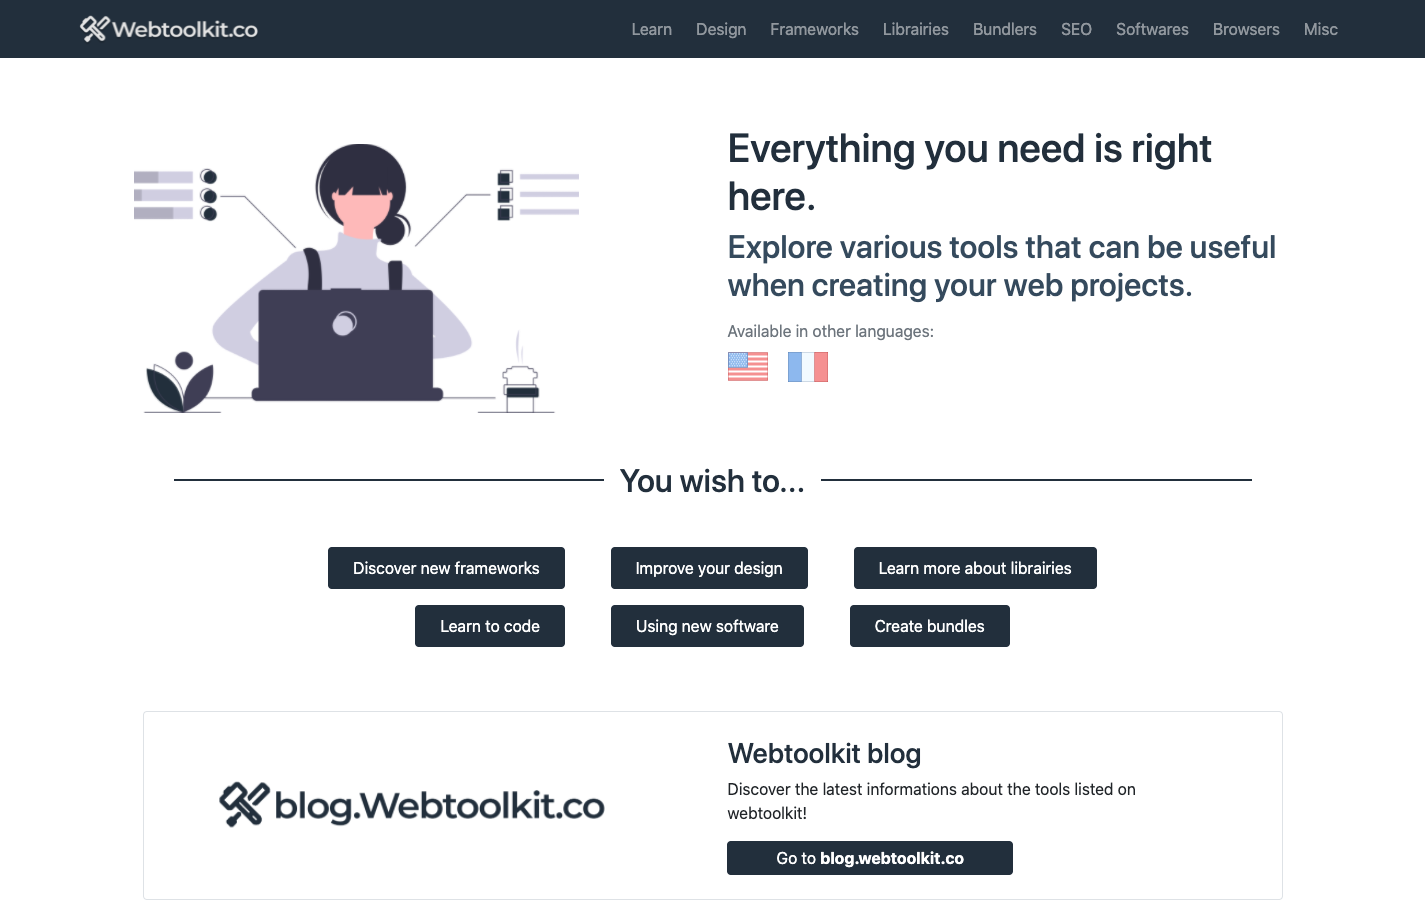 Webtoolkit.co
Learn Design Frameworks Librairies Bundlers SEO Softwares Browsers Misc
Everything you need is right
here.
Explore various tools that can be useful
when creating your web projects.
Available in other languages:
You wish to...
Discover new frameworks
Improve your design
Learn more about librairies
Learn to code
Using new software
Create bundles
blog.Webtoolkit.co
Webtoolkit blog
Discover the latest informations about the tools listed on
webtoolkit!
Go to blog.webtoolkit.co